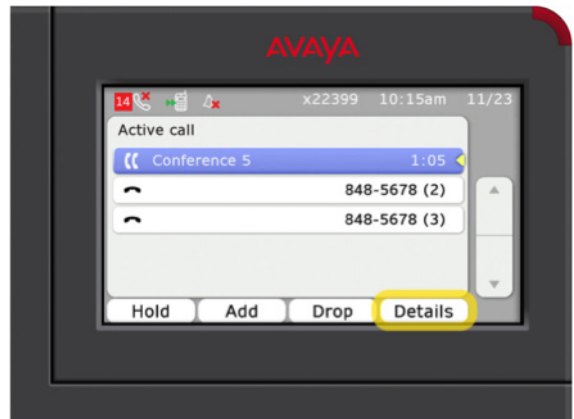 AVAYA
14 x22399 10:15am 11/23
Active call
Conference 5 1:05
848-5678 (2)
848-5678 (3)
Hold Add Drop Details